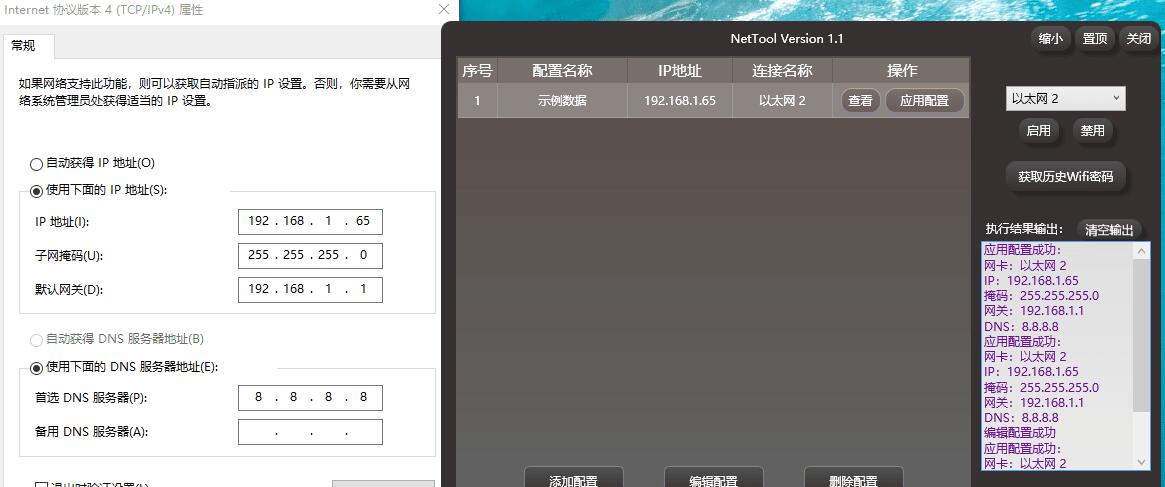 Internet 协议版本 4 (TCP/IPv4) 属性
常规
如果网络支持此功能，则可以获取自动指派的 IP 设置。否则，你需要从网
络系统管理员处获得适当的 IP 设置。
自动获得 IP 地址(O)
使用下面的 IP 地址(S):
IP 地址(I): 192 . 168 . 1 . 65
子网掩码(U): 255 . 255 . 255 . 0
默认网关(D): 192 . 168 . 1 . 1
自动获得 DNS 服务器地址(B)
使用下面的 DNS 服务器地址(E):
首选 DNS 服务器(P): 8 . 8 . 8 . 8
备用 DNS 服务器(A): . . .
退出时验证设置(L)
NetTool Version 1.1
缩小 置顶 关闭
序号 配置名称 IP地址 连接名称 操作
1 示例数据 192.168.1.65 以太网 2 查看 应用配置
添加配置 编辑配置 删除配置
以太网 2
启用 禁用
获取历史Wifi密码
执行结果输出： 清空输出
应用配置成功：
网卡：以太网 2
IP：192.168.1.65
掩码：255.255.255.0
网关：192.168.1.1
DNS：8.8.8.8
应用配置成功：
网卡：以太网 2
IP：192.168.1.65
掩码：255.255.255.0
网关：192.168.1.1
DNS：8.8.8.8
编辑配置成功
应用配置成功：
网卡：以太网 2